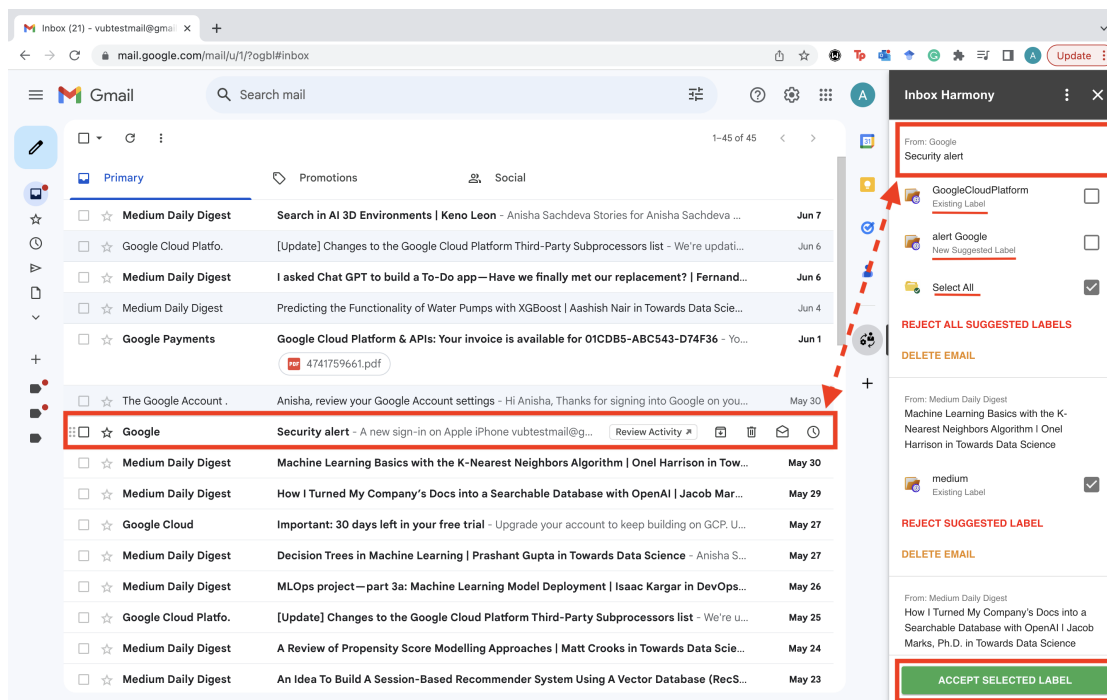 Inbox (21) - vubtestmail@gmai
mail.google.com/mail/u/1/?ogbl#inbox
Update
Gmail
Search mail
A
Inbox Harmony
1–45 of 45
Primary
Promotions
Social
Medium Daily Digest Search in AI 3D Environments | Keno Leon - Anisha Sachdeva Stories for Anisha Sachdeva ... Jun 7
Google Cloud Platfo. [Update] Changes to the Google Cloud Platform Third-Party Subprocessors list - We're updati... Jun 6
Medium Daily Digest I asked Chat GPT to build a To-Do app—Have we finally met our replacement? | Fernand... Jun 6
Medium Daily Digest Predicting the Functionality of Water Pumps with XGBoost | Aashish Nair in Towards Data Scie... Jun 4
Google Payments Google Cloud Platform & APIs: Your invoice is available for 01CDB5-ABC543-D74F36 - Yo... Jun 1
PDF 4741759661.pdf
The Google Account . Anisha, review your Google Account settings - Hi Anisha, Thanks for signing into Google on you... May 30
Google Security alert - A new sign-in on Apple iPhone vubtestmail@g... Review Activity
Medium Daily Digest Machine Learning Basics with the K-Nearest Neighbors Algorithm | Onel Harrison in Tow... May 30
Medium Daily Digest How I Turned My Company's Docs into a Searchable Database with OpenAI | Jacob Mar... May 29
Google Cloud Important: 30 days left in your free trial - Upgrade your account to keep building on GCP. U... May 27
Medium Daily Digest Decision Trees in Machine Learning | Prashant Gupta in Towards Data Science - Anisha S... May 27
Medium Daily Digest MLOps project—part 3a: Machine Learning Model Deployment | Isaac Kargar in DevOps... May 26
Google Cloud Platfo. [Update] Changes to the Google Cloud Platform Third-Party Subprocessors list - We're u... May 25
Medium Daily Digest A Review of Propensity Score Modelling Approaches | Matt Crooks in Towards Data Scie... May 24
Medium Daily Digest An Idea To Build A Session-Based Recommender System Using A Vector Database (RecS... May 23
31
From: Google
Security alert
GoogleCloudPlatform
Existing Label
alert Google
New Suggested Label
Select All
REJECT ALL SUGGESTED LABELS
DELETE EMAIL
From: Medium Daily Digest
Machine Learning Basics with the K-
Nearest Neighbors Algorithm | Onel
Harrison in Towards Data Science
medium
Existing Label
REJECT SUGGESTED LABEL
DELETE EMAIL
From: Medium Daily Digest
How I Turned My Company's Docs into a
Searchable Database with OpenAI | Jacob
Marks, Ph.D. in Towards Data Science
ACCEPT SELECTED LABEL